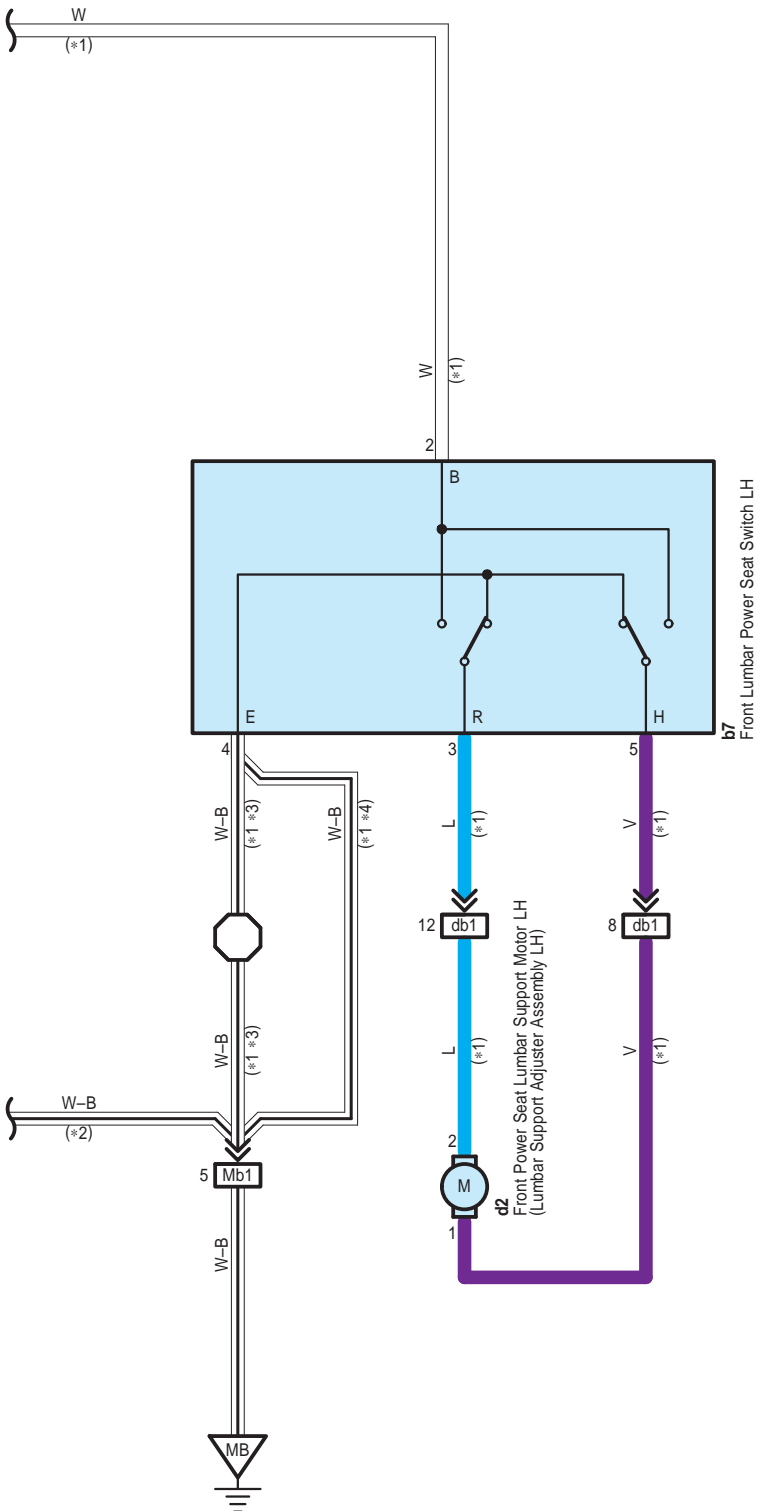 W
(*1)
W
(*1)
2
B
E
R
H
4
3
5
b7
Front Lumbar Power Seat Switch LH
W–B
(*1 *3)
W–B
(*1 *4)
L
(*1)
V
(*1)
12
db1
8
db1
W–B
(*1 *3)
L
(*1)
V
(*1)
W–B
(*2)
5
Mb1
2
M
1
d2
Front Power Seat Lumbar Support Motor LH
(Lumbar Support Adjuster Assembly LH)
W–B
MB